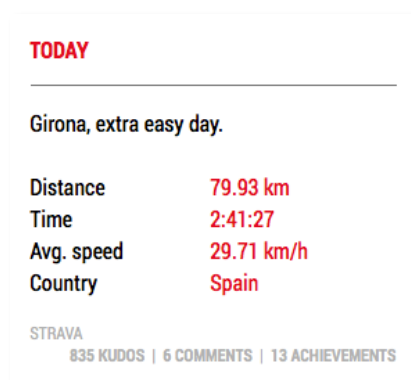 TODAY
Girona, extra easy day.
Distance 79.93 km
Time 2:41:27
Avg. speed 29.71 km/h
Country Spain
STRAVA
835 KUDOS | 6 COMMENTS | 13 ACHIEVEMENTS